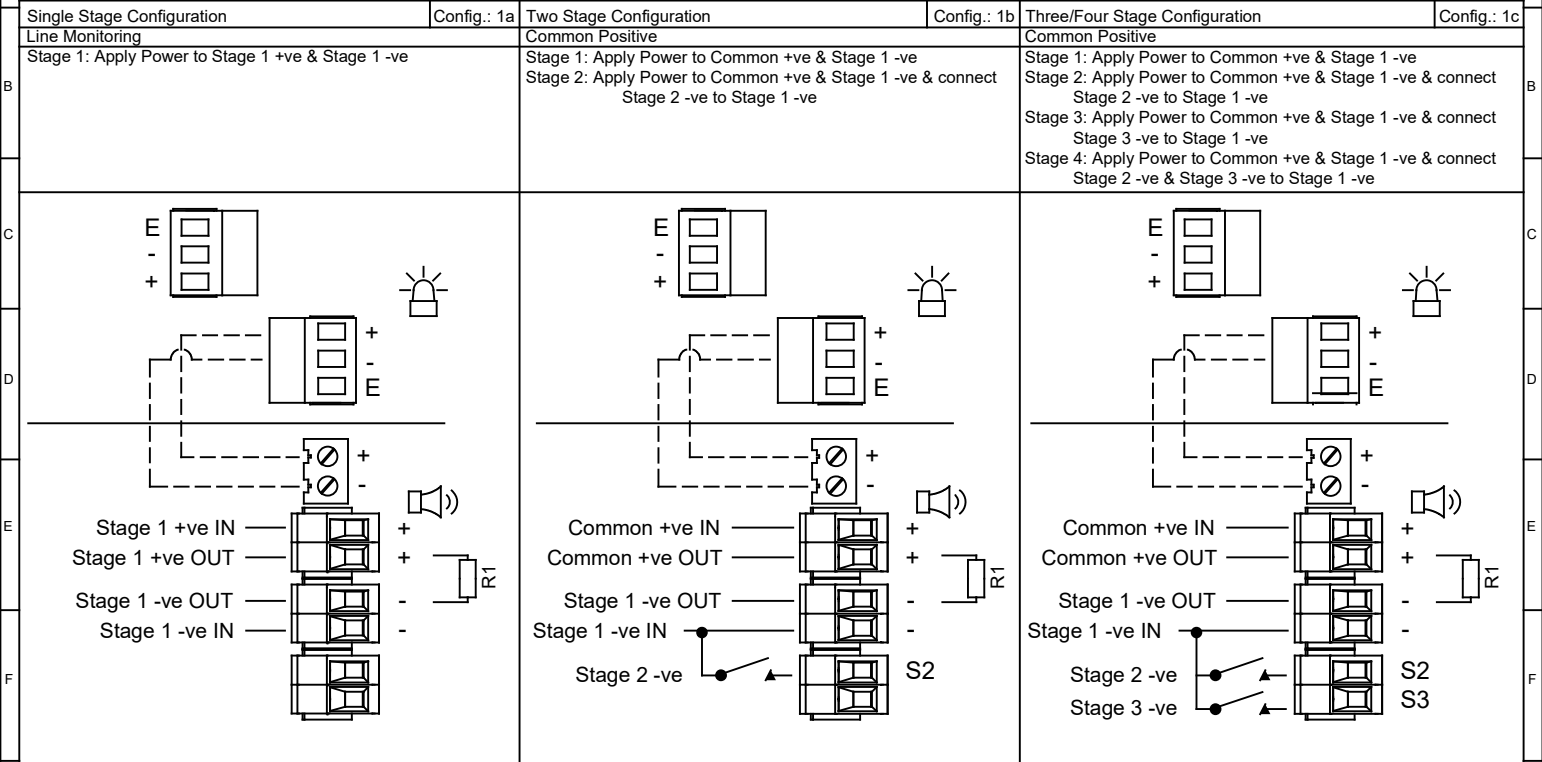 Single Stage Configuration
Config.: 1a
Line Monitoring
Stage 1: Apply Power to Stage 1 +ve & Stage 1 -ve
Two Stage Configuration
Config.: 1b
Common Positive
Stage 1: Apply Power to Common +ve & Stage 1 -ve
Stage 2: Apply Power to Common +ve & Stage 1 -ve & connect
Stage 2 -ve to Stage 1 -ve
Three/Four Stage Configuration
Config.: 1c
Common Positive
Stage 1: Apply Power to Common +ve & Stage 1 -ve
Stage 2: Apply Power to Common +ve & Stage 1 -ve & connect
Stage 2 -ve to Stage 1 -ve
Stage 3: Apply Power to Common +ve & Stage 1 -ve & connect
Stage 3 -ve to Stage 1 -ve
Stage 4: Apply Power to Common +ve & Stage 1 -ve & connect
Stage 2 -ve & Stage 3 -ve to Stage 1 -ve
B
C
D
E
F
E
-
+
+
-
E
+
-
Stage 1 +ve IN
+
Stage 1 +ve OUT
+
R1
Stage 1 -ve OUT
-
Stage 1 -ve IN
-
E
-
+
+
-
E
+
-
Common +ve IN
+
Common +ve OUT
+
R1
Stage 1 -ve OUT
-
Stage 1 -ve IN
-
Stage 2 -ve
S2
E
-
+
+
-
E
+
-
Common +ve IN
+
Common +ve OUT
+
R1
Stage 1 -ve OUT
-
Stage 1 -ve IN
-
Stage 2 -ve
S2
Stage 3 -ve
S3
B
C
D
E
F